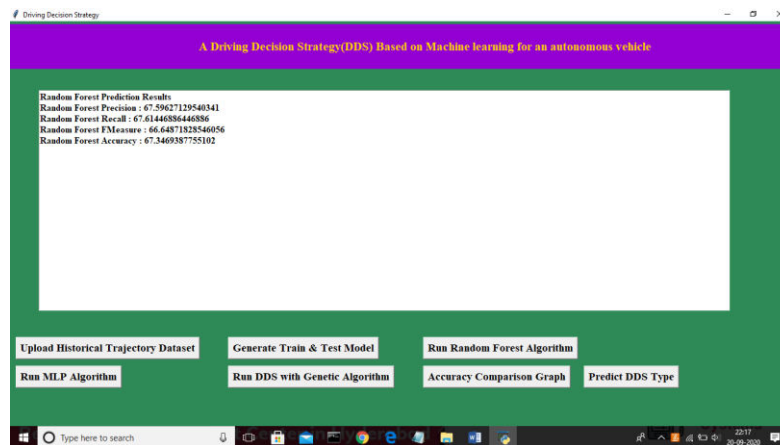 Driving Decision Strategy
A Driving Decision Strategy(DDS) Based on Machine learning for an autonomous vehicle
Random Forest Prediction Results
Random Forest Precision : 67.59627129540341
Random Forest Recall : 67.61446886446886
Random Forest FMeasure : 66.64871828546056
Random Forest Accuracy : 67.3469387755102
Upload Historical Trajectory Dataset
Generate Train & Test Model
Run Random Forest Algorithm
Run MLP Algorithm
Run DDS with Genetic Algorithm
Accuracy Comparison Graph
Predict DDS Type
Type here to search
22:17
20-09-2020